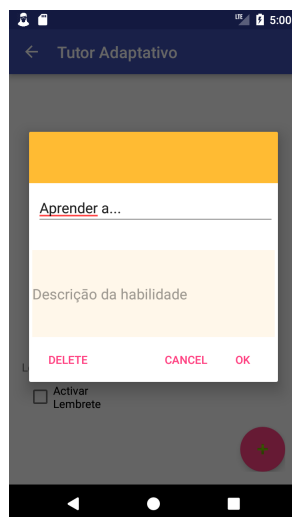 LTE 5:00
Tutor Adaptativo
Aprender a...
Descrição da habilidade
DELETE CANCEL OK
Activar
Lembrete